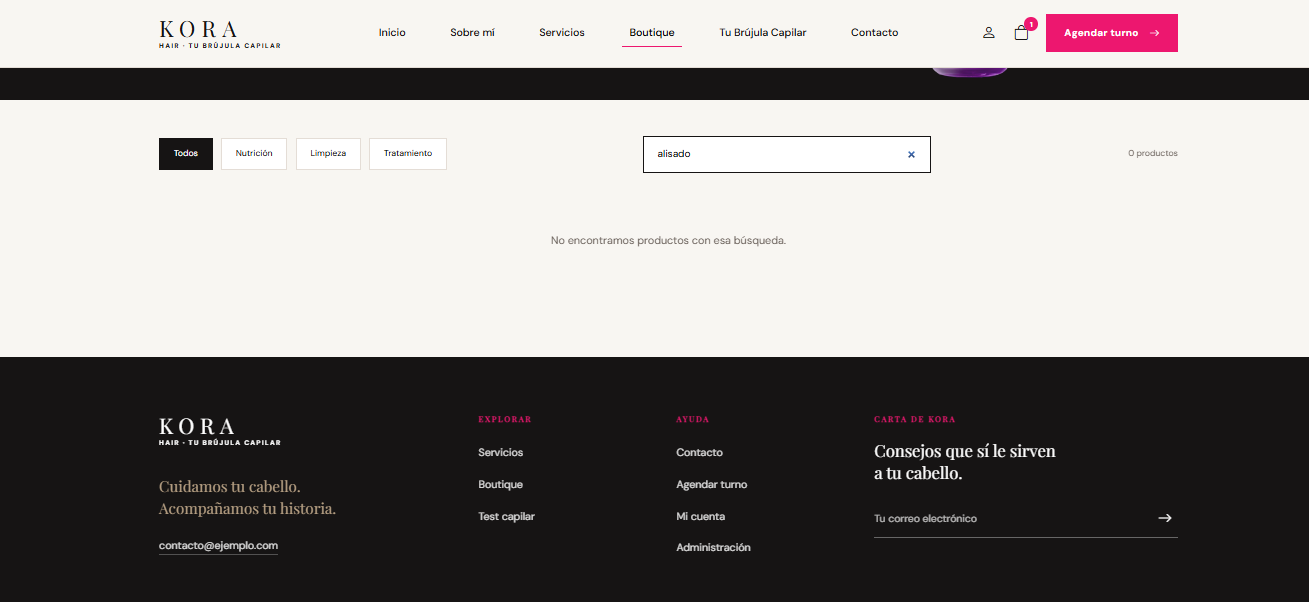 KORA
HAIR · TU BRÚJULA CAPILAR
Inicio
Sobre mí
Servicios
Boutique
Tu Brújula Capilar
Contacto
1
Agendar turno →
Todos
Nutrición
Limpieza
Tratamiento
alisado
×
0 productos
No encontramos productos con esa búsqueda.
KORA
HAIR · TU BRÚJULA CAPILAR
Cuidamos tu cabello.
Acompañamos tu historia.
contacto@ejemplo.com
EXPLORAR
Servicios
Boutique
Test capilar
AYUDA
Contacto
Agendar turno
Mi cuenta
Administración
CARTA DE KORA
Consejos que sí le sirven
a tu cabello.
Tu correo electrónico →